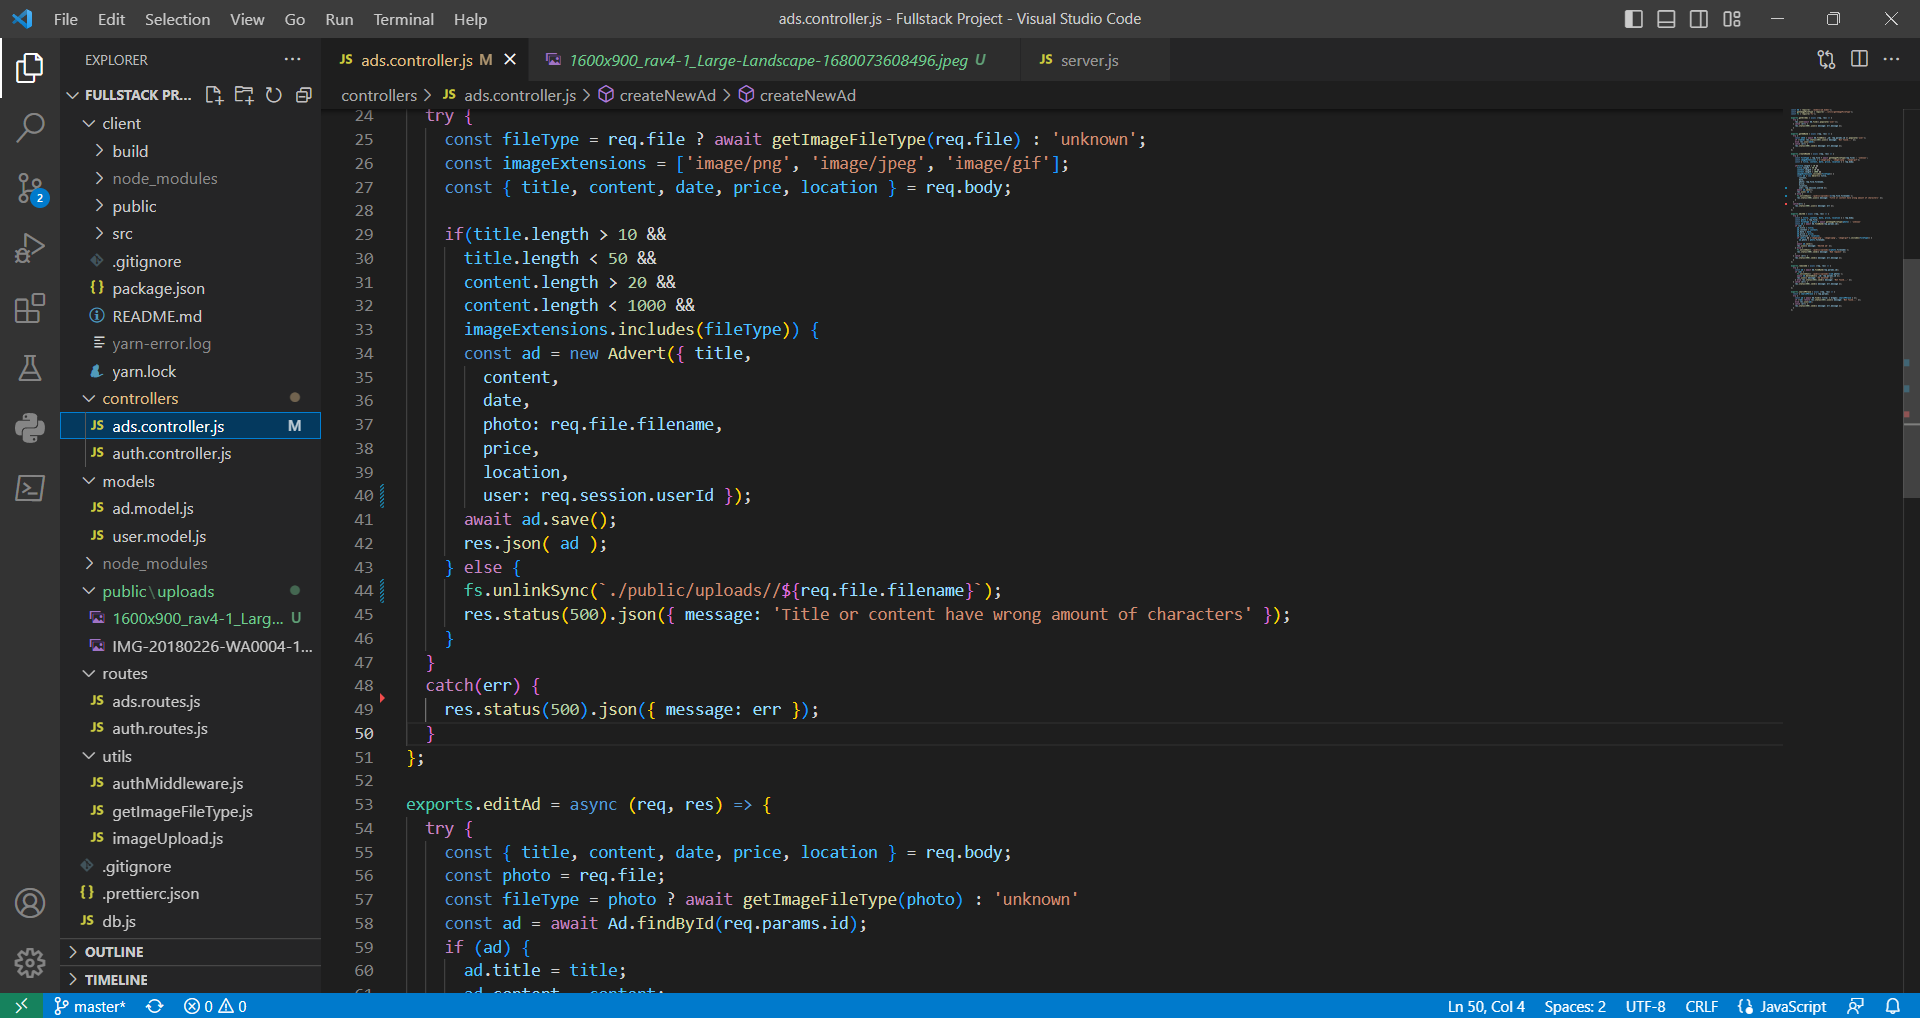 File Edit Selection View Go Run Terminal Help
ads.controller.js - Fullstack Project - Visual Studio Code
EXPLORER
FULLSTACK PR...
client
build
node_modules
public
src
.gitignore
package.json
README.md
yarn-error.log
yarn.lock
controllers
ads.controller.js M
auth.controller.js
models
ad.model.js
user.model.js
node_modules
public\uploads
1600x900_rav4-1_Larg... U
IMG-20180226-WA0004-1...
routes
ads.routes.js
auth.routes.js
utils
authMiddleware.js
getImageFileType.js
imageUpload.js
.gitignore
.prettierc.json
db.js
OUTLINE
TIMELINE
2
JS ads.controller.js M
1600x900_rav4-1_Large-Landscape-1680073608496.jpeg U
JS server.js
controllers > JS ads.controller.js > createNewAd > createNewAd
24 try {
25 const fileType = req.file ? await getImageFileType(req.file) : 'unknown';
26 const imageExtensions = ['image/png', 'image/jpeg', 'image/gif'];
27 const { title, content, date, price, location } = req.body;
28
29 if(title.length > 10 &&
30 title.length < 50 &&
31 content.length > 20 &&
32 content.length < 1000 &&
33 imageExtensions.includes(fileType)) {
34 const ad = new Advert({ title,
35 content,
36 date,
37 photo: req.file.filename,
38 price,
39 location,
40 user: req.session.userId });
41 await ad.save();
42 res.json( ad );
43 } else {
44 fs.unlinkSync(`./public/uploads//${req.file.filename}`);
45 res.status(500).json({ message: 'Title or content have wrong amount of characters' });
46 }
47 }
48 catch(err) {
49 res.status(500).json({ message: err });
50 }
51 };
52
53 exports.editAd = async (req, res) => {
54 try {
55 const { title, content, date, price, location } = req.body;
56 const photo = req.file;
57 const fileType = photo ? await getImageFileType(photo) : 'unknown'
58 const ad = await Ad.findById(req.params.id);
59 if (ad) {
60 ad.title = title;
61 ad.content = content;
master* 0 0
Ln 50, Col 4 Spaces: 2 UTF-8 CRLF JavaScript